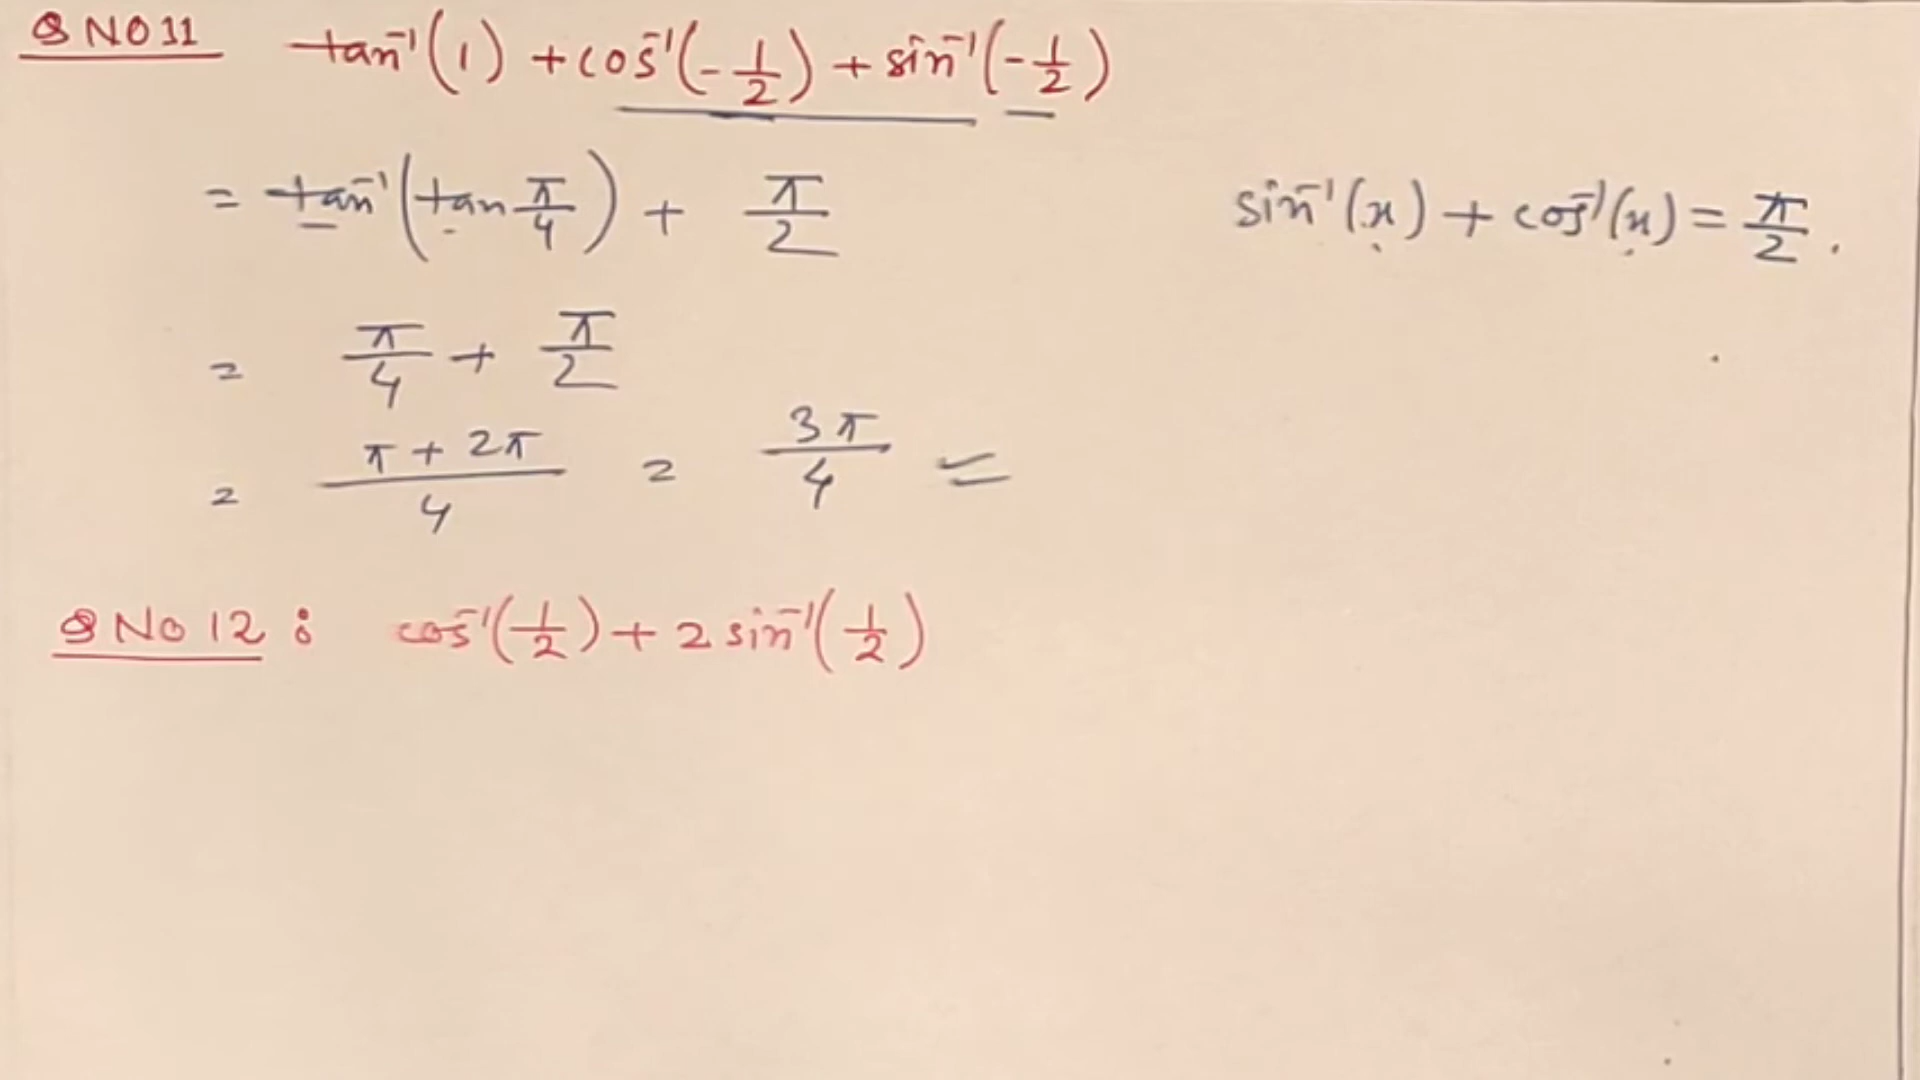 Q NO 11 tan⁻¹(1) + cos⁻¹(-1/2) + sin⁻¹(-1/2)
= tan⁻¹(tan π/4) + π/2
sin⁻¹(x) + cos⁻¹(x) = π/2.
= π/4 + π/2
= π + 2π/4 = 3π/4
Q No 12 : cos⁻¹(1/2) + 2 sin⁻¹(1/2)